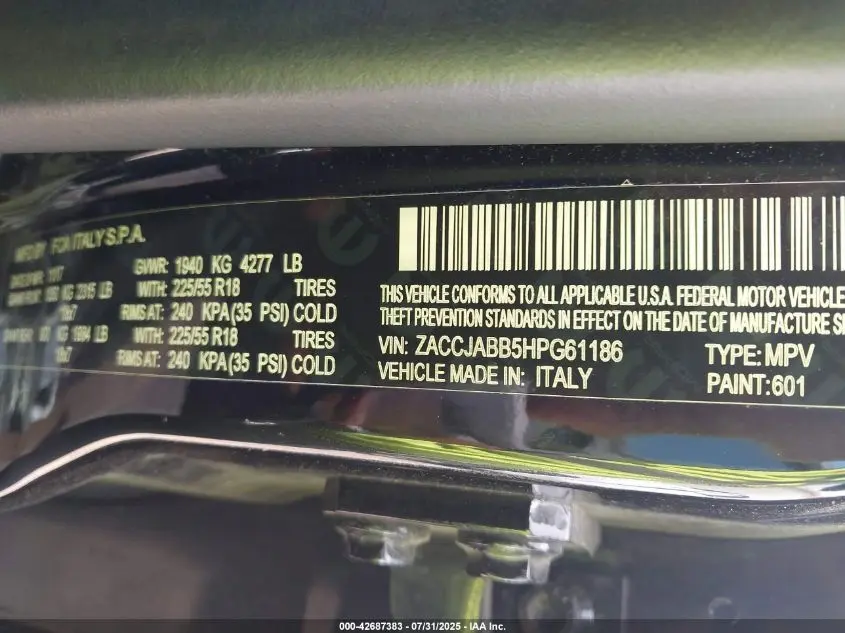 MFD BY FCA ITALY S.P.A.
GVWR: 1940 KG 4277 LB
WITH: 225/55 R18 TIRES
RIMS AT: 240 KPA(35 PSI) COLD
WITH: 225/55 R18 TIRES
RIMS AT: 240 KPA(35 PSI) COLD
THIS VEHICLE CONFORMS TO ALL APPLICABLE U.S.A. FEDERAL MOTOR VEHICLE
THEFT PREVENTION STANDARDS IN EFFECT ON THE DATE OF MANUFACTURE
VIN: ZACCJABB5HPG61186 TYPE: MPV
VEHICLE MADE IN: ITALY PAINT:601
000-42687383 - 07/31/2025 - IAA Inc.